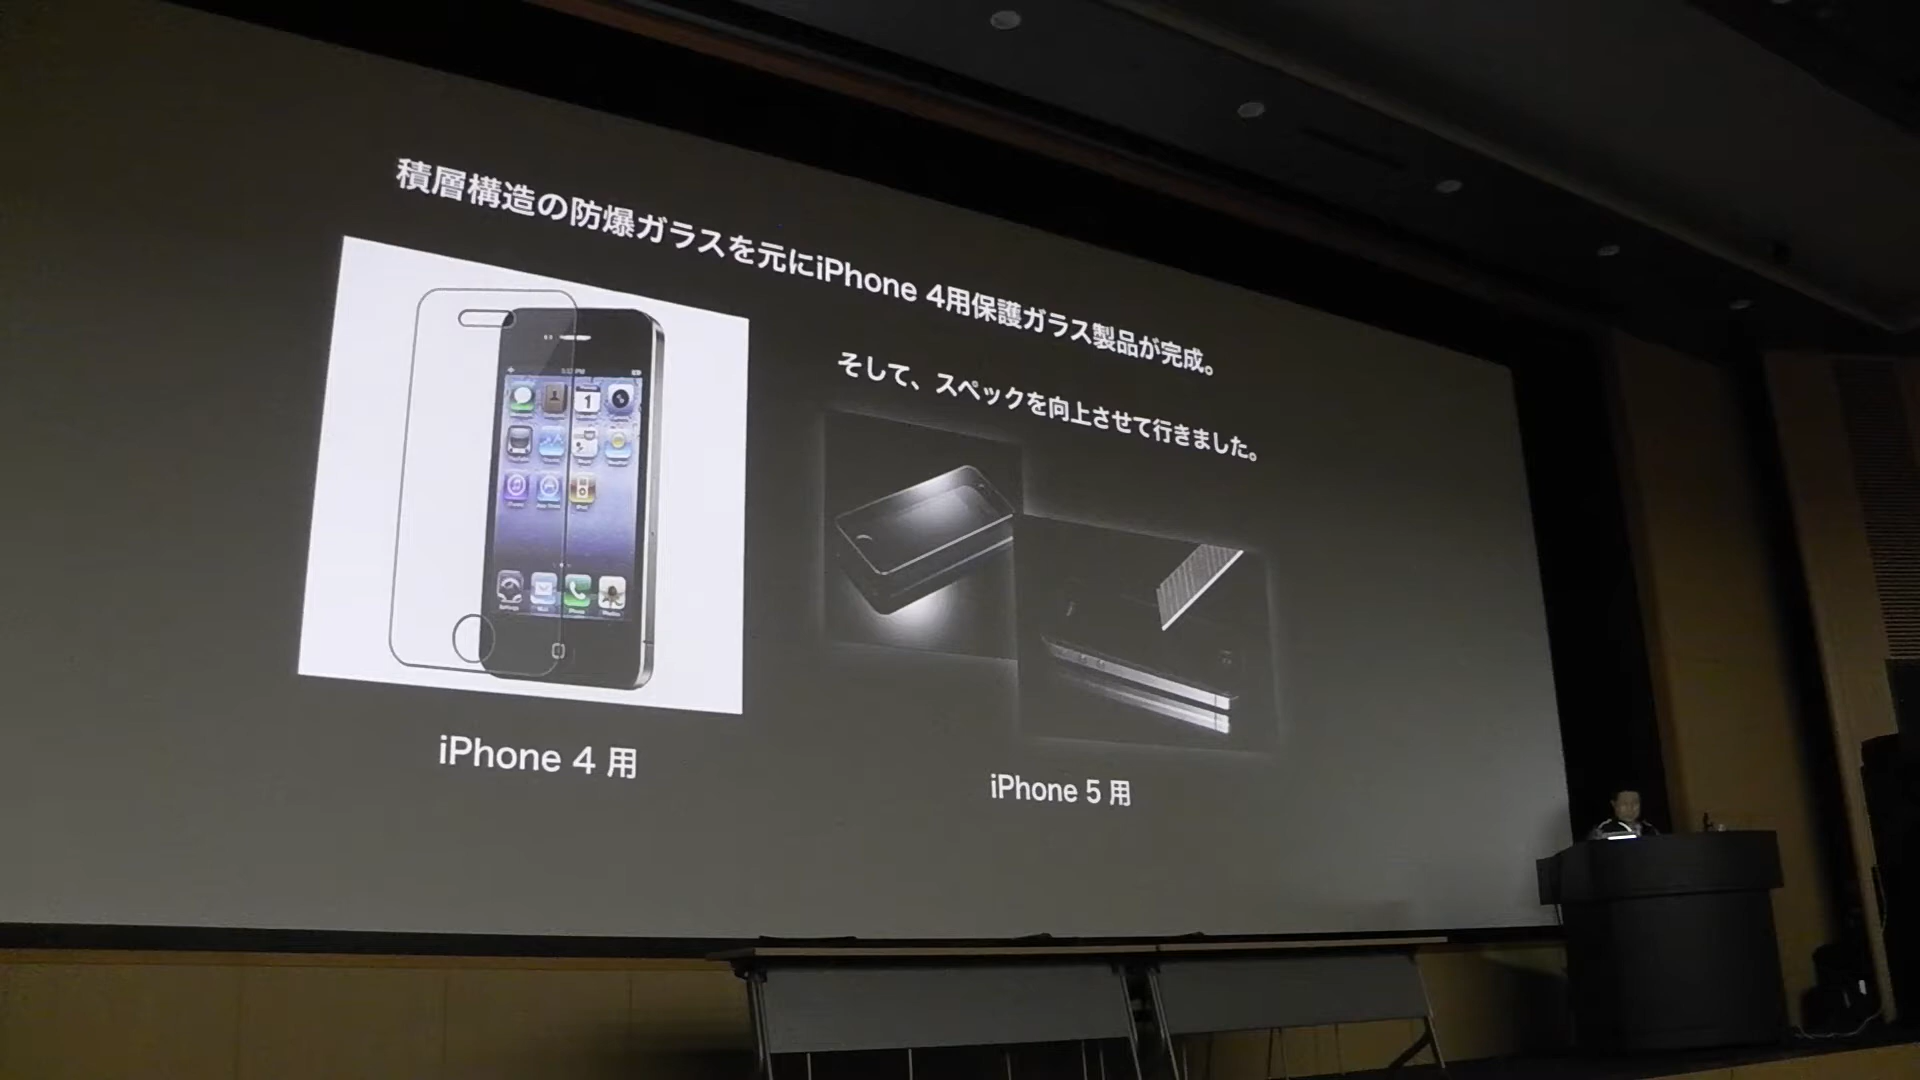 積層構造の防爆ガラスを元にiPhone 4用保護ガラス製品が完成。
そして、スペックを向上させて行きました。
iPhone 4 用
iPhone 5 用